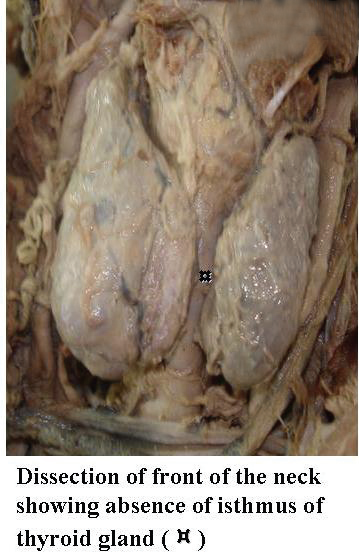 Dissection of front of the neck
showing absence of isthmus of
thyroid gland ( ¤ )